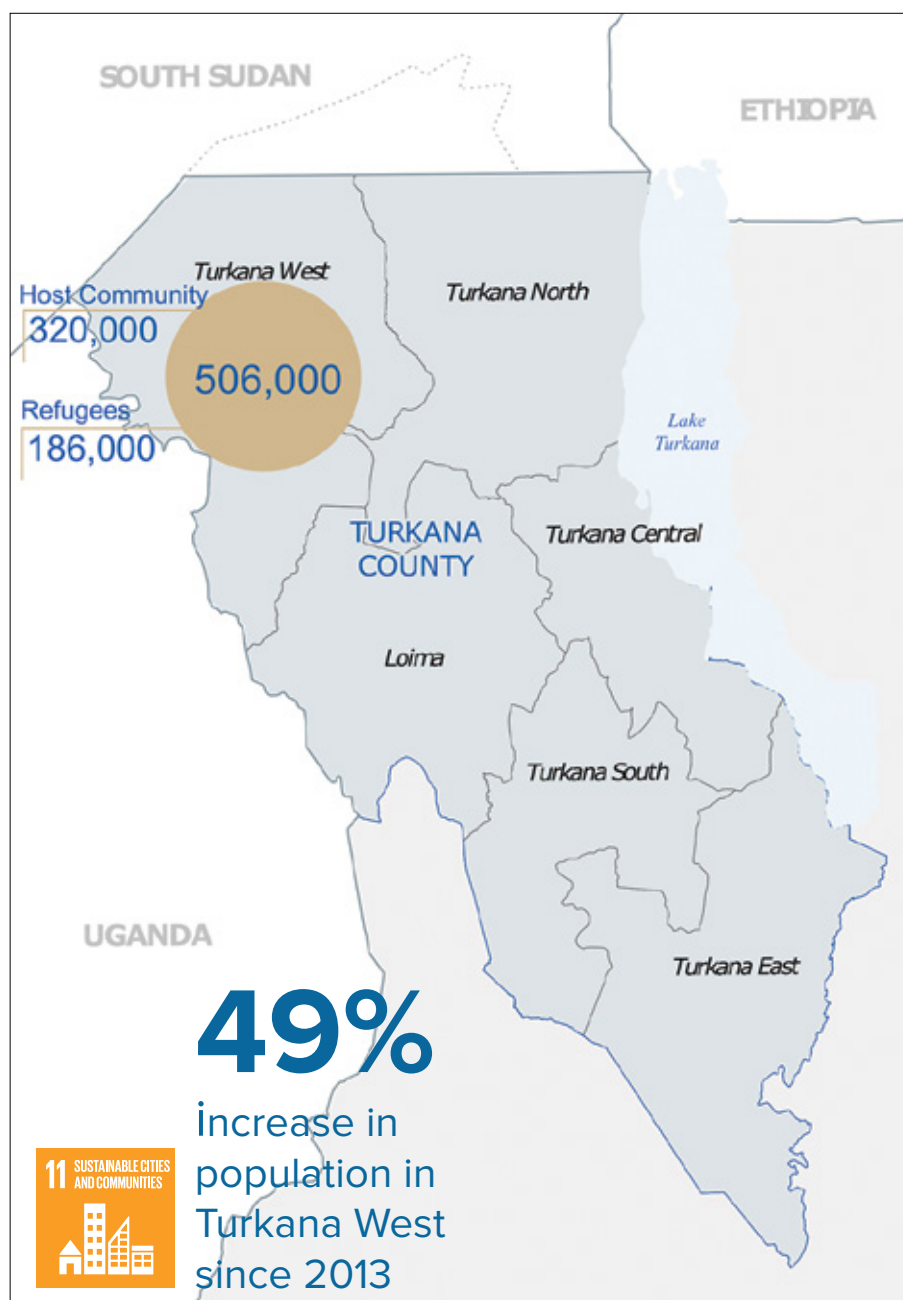 SOUTH SUDAN
ETHIOPIA
Turkana West
Turkana North
Host Community
320,000
506,000
Refugees
186,000
Lake
Turkana
TURKANA
COUNTY
Turkana Central
Loima
Turkana South
UGANDA
Turkana East
49%
Increase in
population in
Turkana West
since 2013
11 SUSTAINABLE CITIES
AND COMMUNITIES